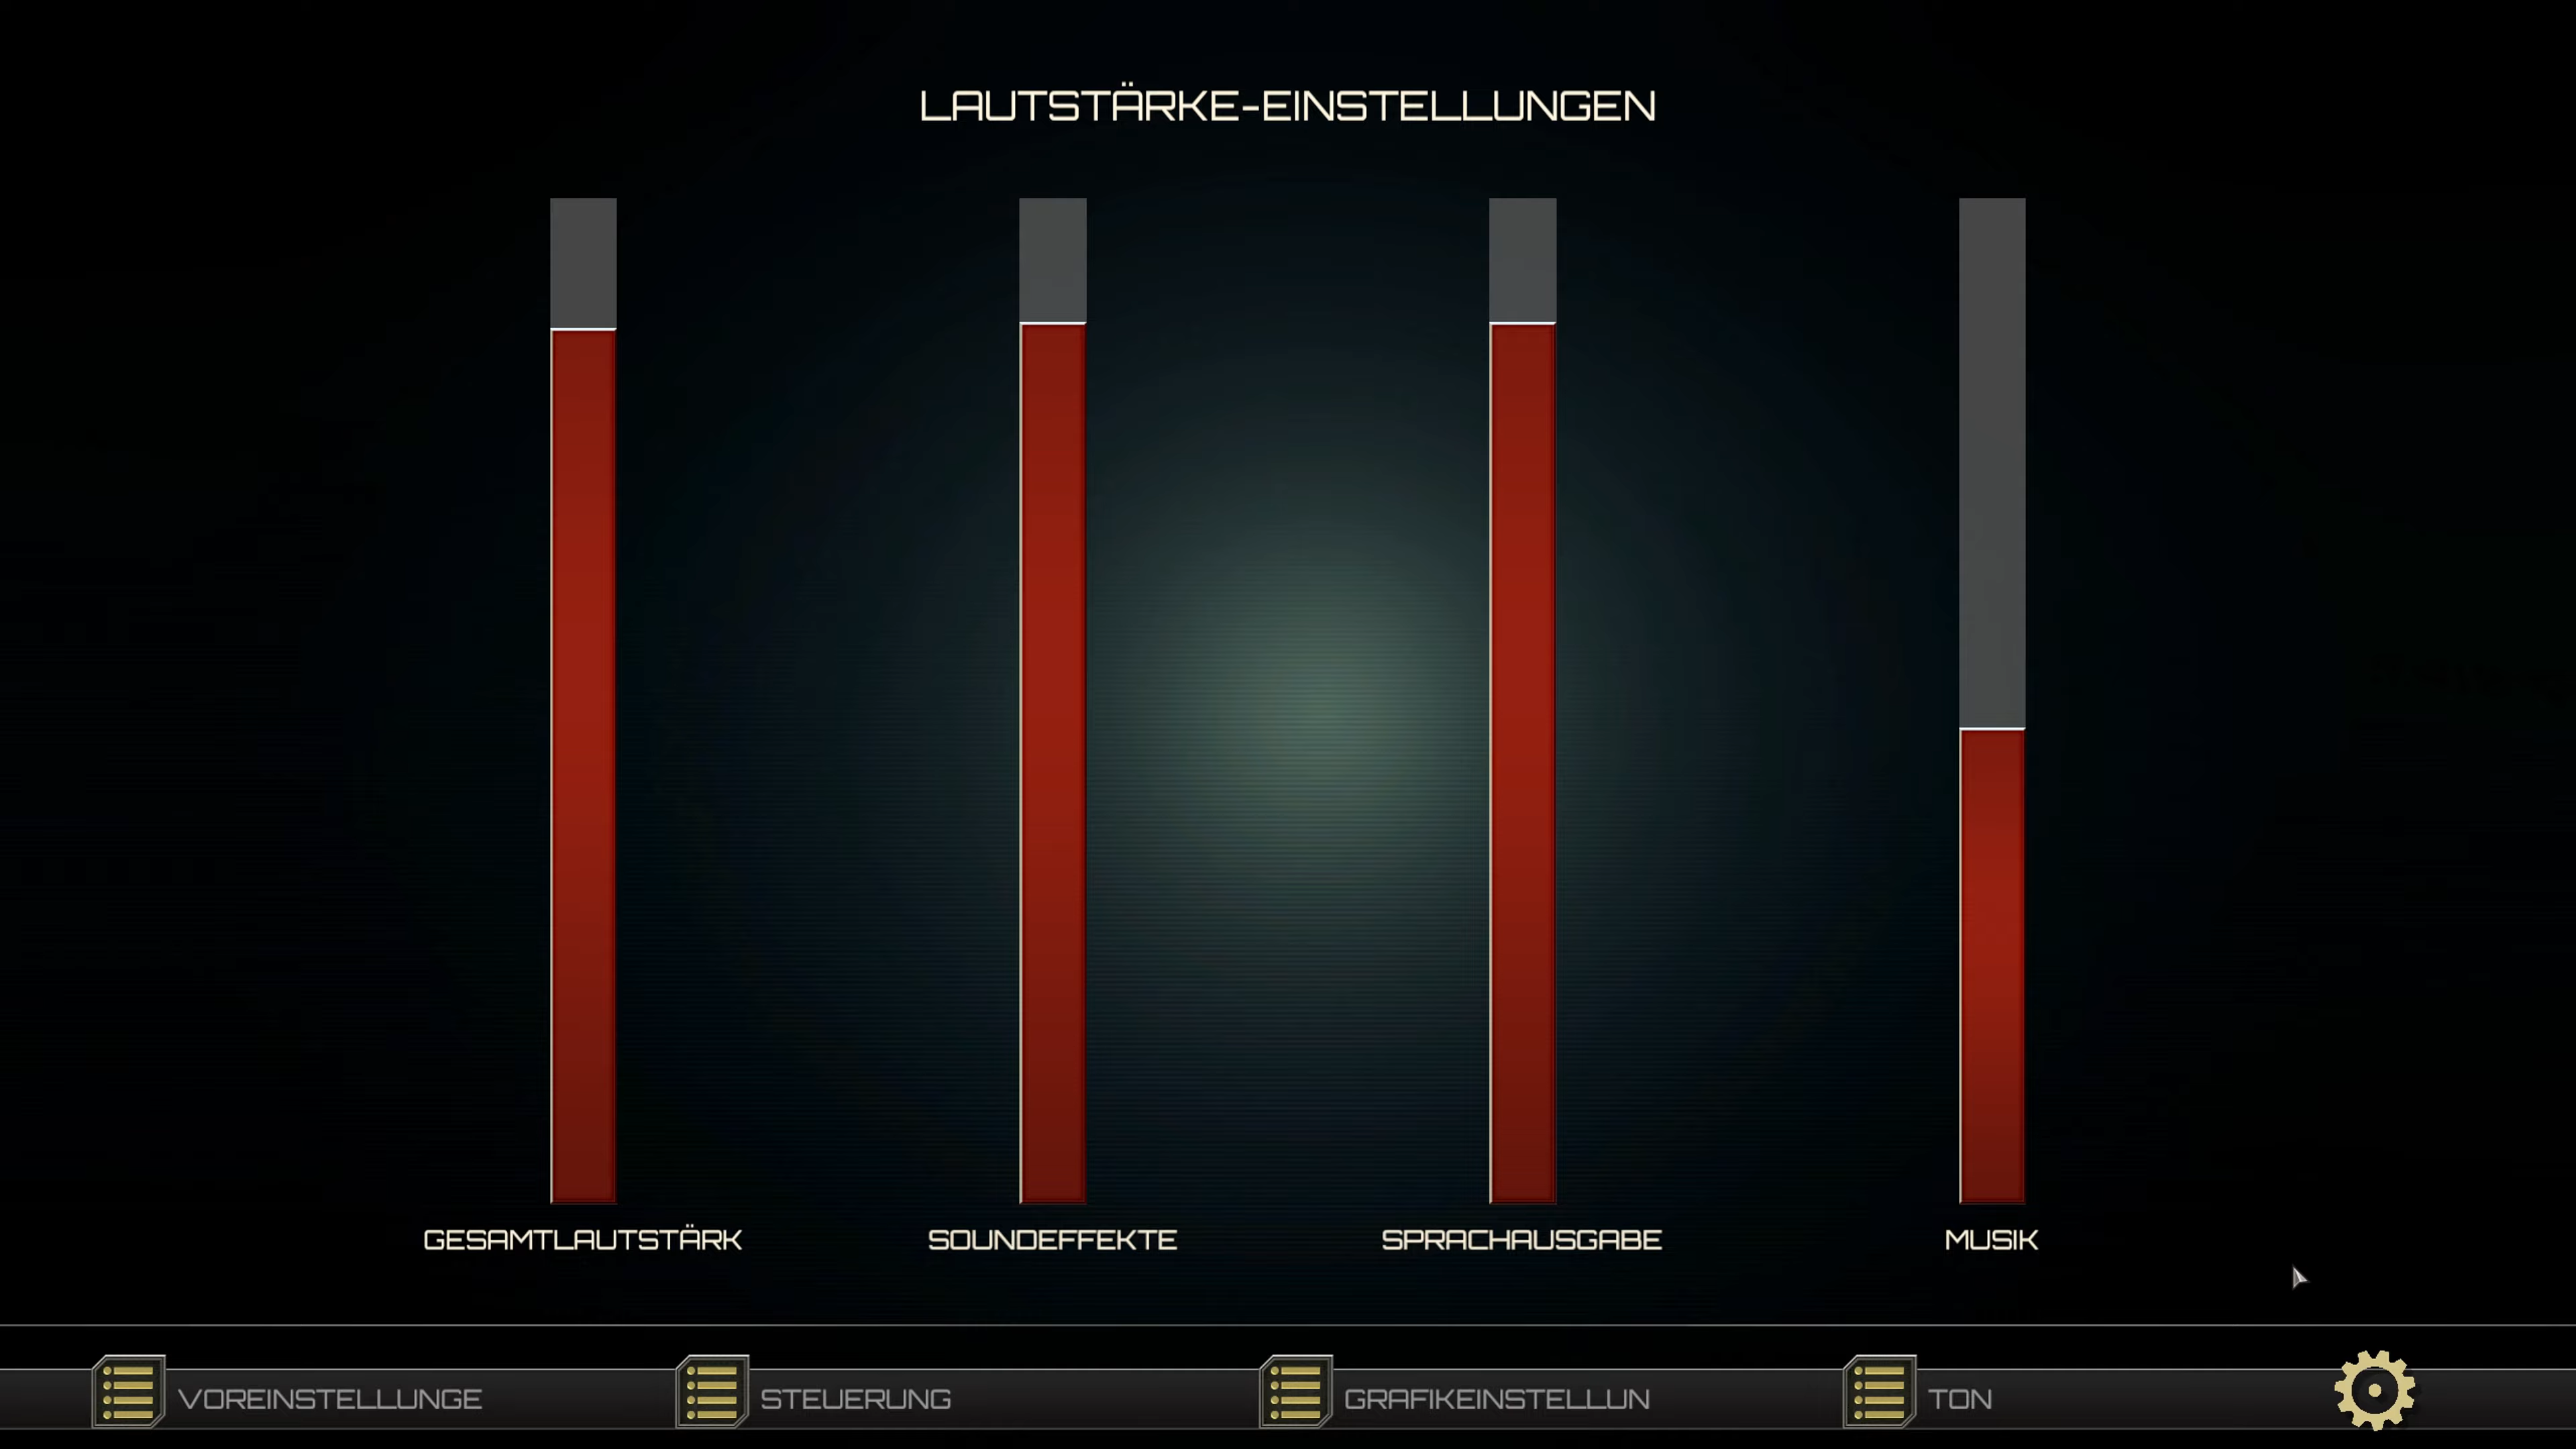 LAUTSTÄRKE-EINSTELLUNGEN
GESAMTLAUTSTÄRK
SOUNDEFFEKTE
SPRACHAUSGABE
MUSIK
VOREINSTELLUNGE
STEUERUNG
GRAFIKEINSTELLUN
TON